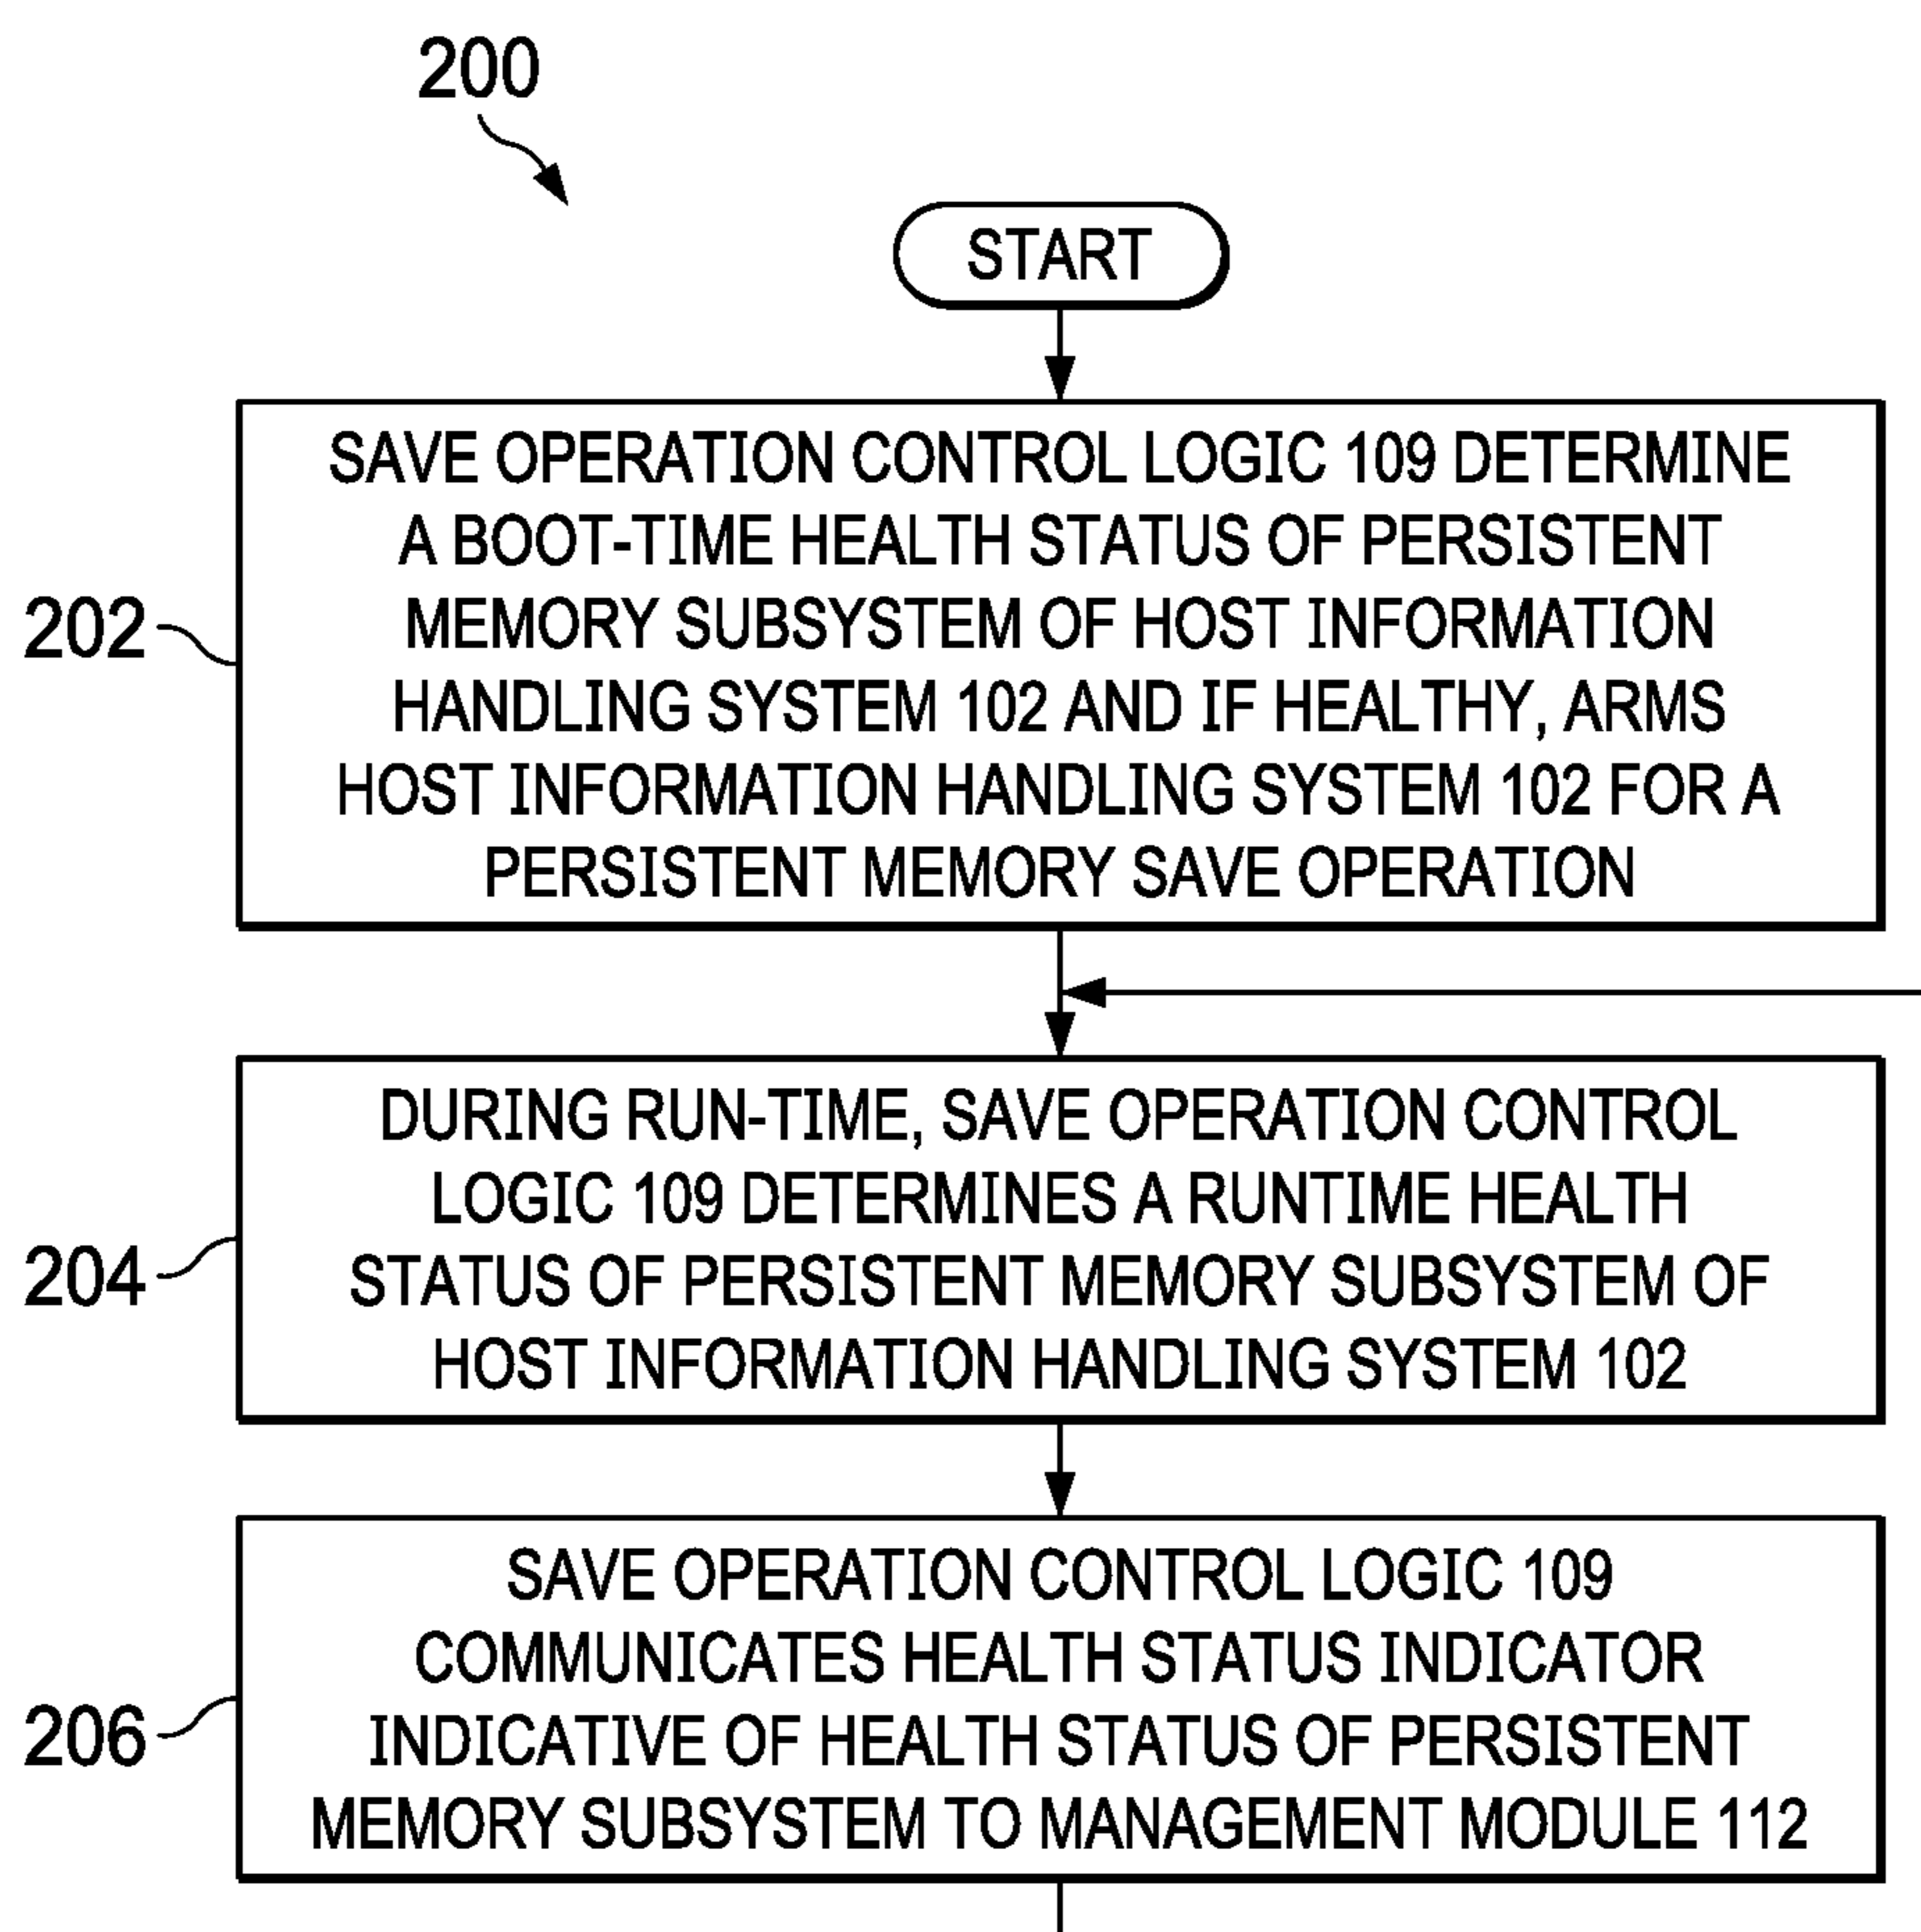 200
START
SAVE OPERATION CONTROL LOGIC 109 DETERMINE
A BOOT-TIME HEALTH STATUS OF PERSISTENT
MEMORY SUBSYSTEM OF HOST INFORMATION
HANDLING SYSTEM 102 AND IF HEALTHY, ARMS
HOST INFORMATION HANDLING SYSTEM 102 FOR A
PERSISTENT MEMORY SAVE OPERATION
202
DURING RUN-TIME, SAVE OPERATION CONTROL
LOGIC 109 DETERMINES A RUNTIME HEALTH
STATUS OF PERSISTENT MEMORY SUBSYSTEM OF
HOST INFORMATION HANDLING SYSTEM 102
204
SAVE OPERATION CONTROL LOGIC 109
COMMUNICATES HEALTH STATUS INDICATOR
INDICATIVE OF HEALTH STATUS OF PERSISTENT
MEMORY SUBSYSTEM TO MANAGEMENT MODULE 112
206